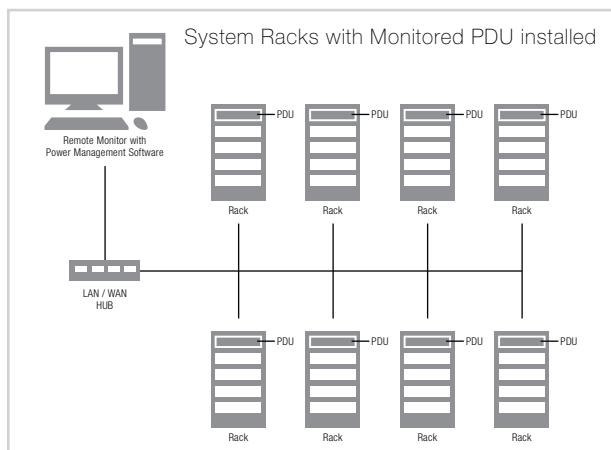 System Racks with Monitored PDU installed
Remote Monitor with
Power Management Software
PDU
PDU
PDU
PDU
Rack
Rack
Rack
Rack
LAN / WAN
HUB
PDU
PDU
PDU
PDU
Rack
Rack
Rack
Rack